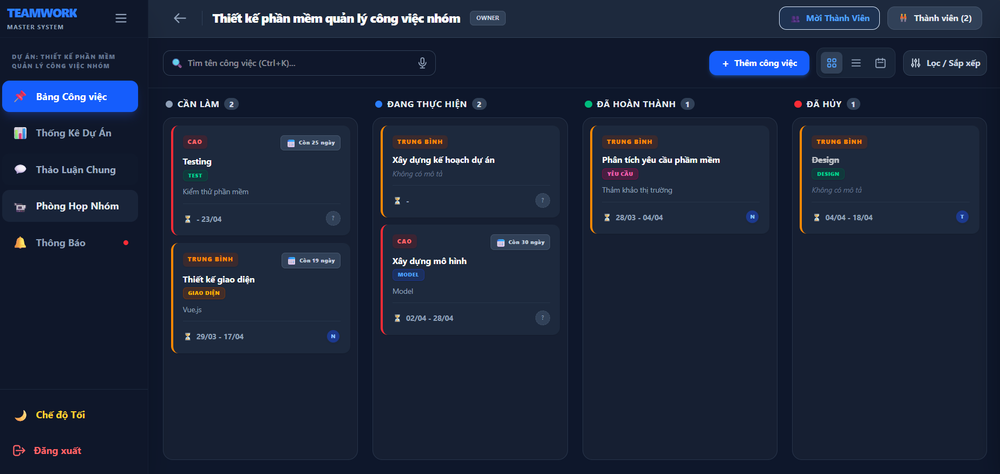 TEAMWORK
MASTER SYSTEM
DỰ ÁN: THIẾT KẾ PHẦN MỀM
QUẢN LÝ CÔNG VIỆC NHÓM
Bảng Công việc
Thống Kê Dự Án
Thảo Luận Chung
Phòng Họp Nhóm
Thông Báo
Chế độ Tối
Đăng xuất
Thiết kế phần mềm quản lý công việc nhóm
OWNER
Mời Thành Viên
Thành viên (2)
Tìm tên công việc (Ctrl+K)...
+ Thêm công việc
Lọc / Sắp xếp
CẦN LÀM 2
CAO
Còn 25 ngày
Testing
TEST
Kiểm thử phần mềm
- 23/04
?
TRUNG BÌNH
Còn 19 ngày
Thiết kế giao diện
GIAO DIỆN
Vue.js
29/03 - 17/04
N
ĐANG THỰC HIỆN 2
TRUNG BÌNH
Xây dựng kế hoạch dự án
Không có mô tả
-
?
CAO
Còn 30 ngày
Xây dựng mô hình
MODEL
Model
02/04 - 28/04
?
ĐÃ HOÀN THÀNH 1
TRUNG BÌNH
Phân tích yêu cầu phầm mềm
YÊU CẦU
Thảm khảo thị trường
28/03 - 04/04
N
ĐÃ HỦY 1
TRUNG BÌNH
Design
DESIGN
Không có mô tả
04/04 - 18/04
T